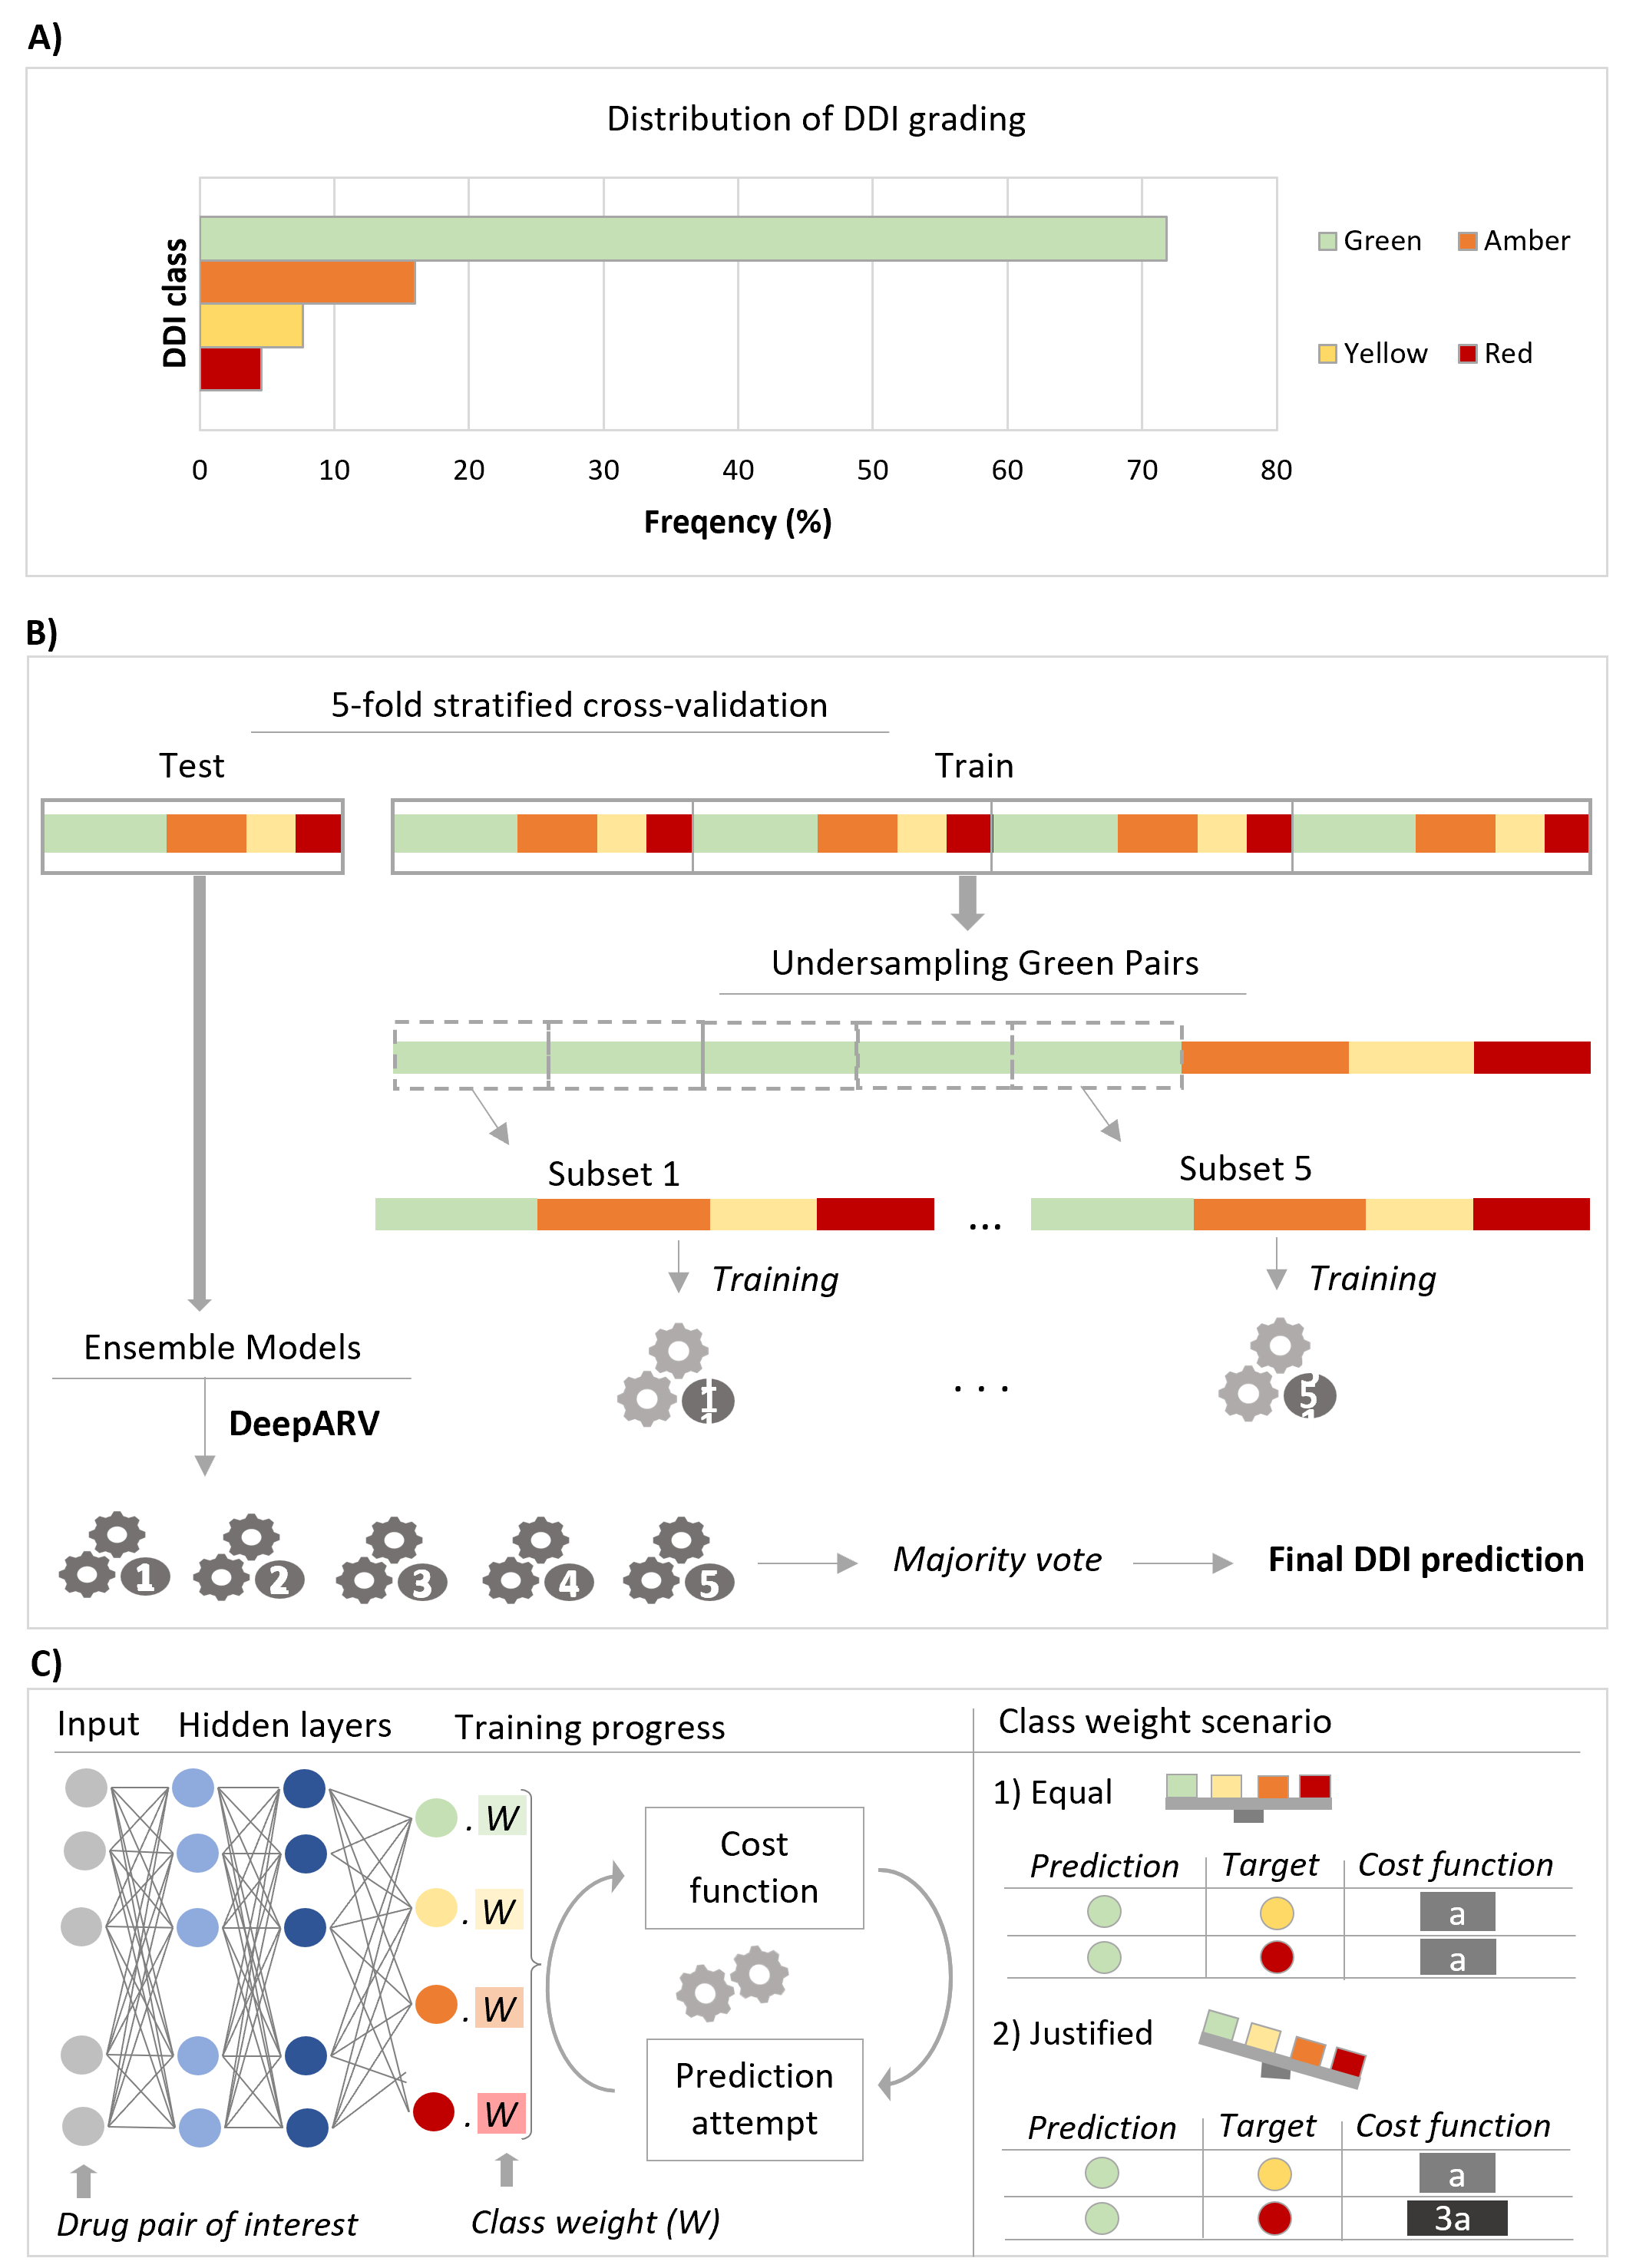 A)
Distribution of DDI grading
DDI class
Green
Amber
Yellow
Red
0 10 20 30 40 50 60 70 80
Freqency (%)
B)
5-fold stratified cross-validation
Test
Train
Undersampling Green Pairs
Subset 1
Subset 5
...
Training
Training
Ensemble Models
1
. . .
5
DeepARV
1 2 3 4 5
Majority vote
Final DDI prediction
C)
Input
Hidden layers
Training progress
. W
. W
. W
. W
Cost
function
Prediction
attempt
Drug pair of interest
Class weight (W)
Class weight scenario
1) Equal
Prediction Target Cost function
a
a
2) Justified
Prediction Target Cost function
a
3a